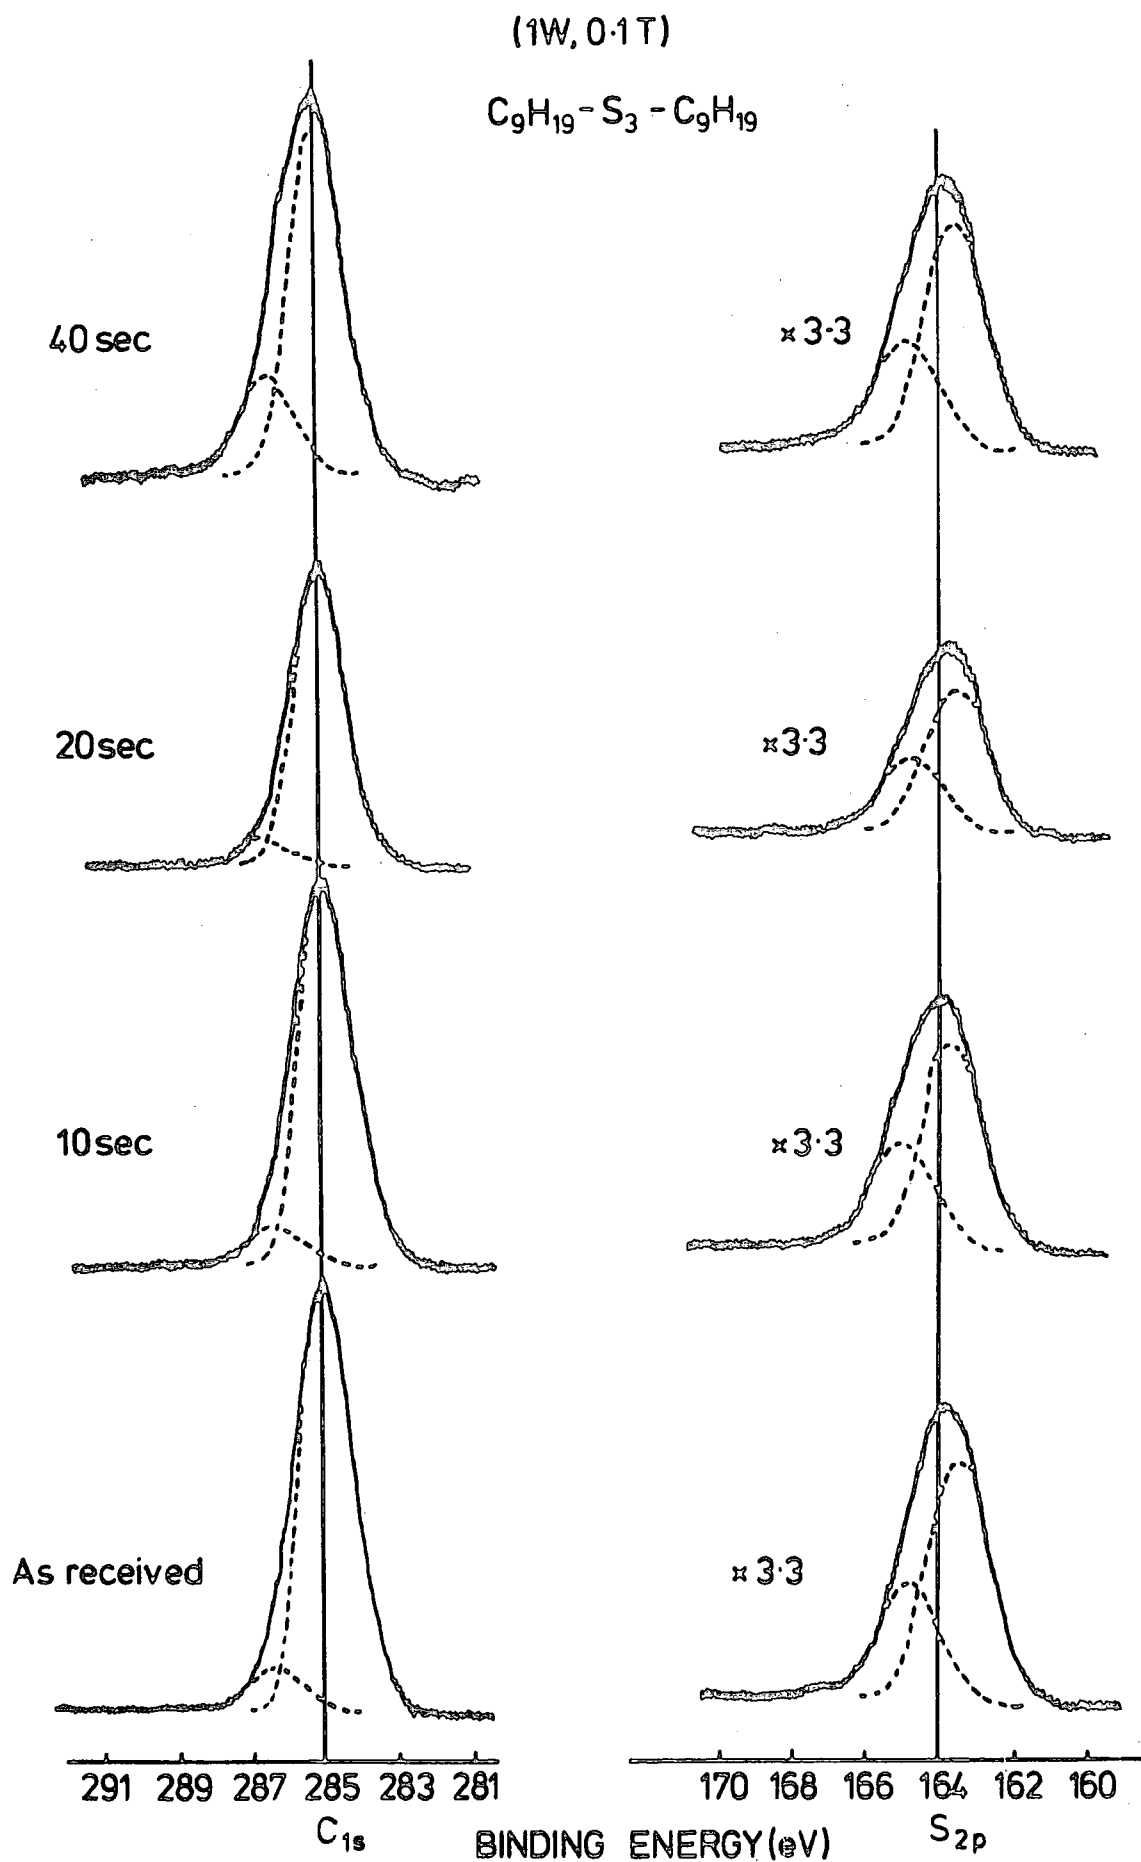 (1W, 0·1 T)
C₉H₁₉-S₃-C₉H₁₉
40 sec
×3·3
20 sec
×3·3
10 sec
×3·3
As received
×3·3
291 289 287 285 283 281
170 168 166 164 162 160
C₁ₛ
BINDING ENERGY (eV)
S₂ₚ